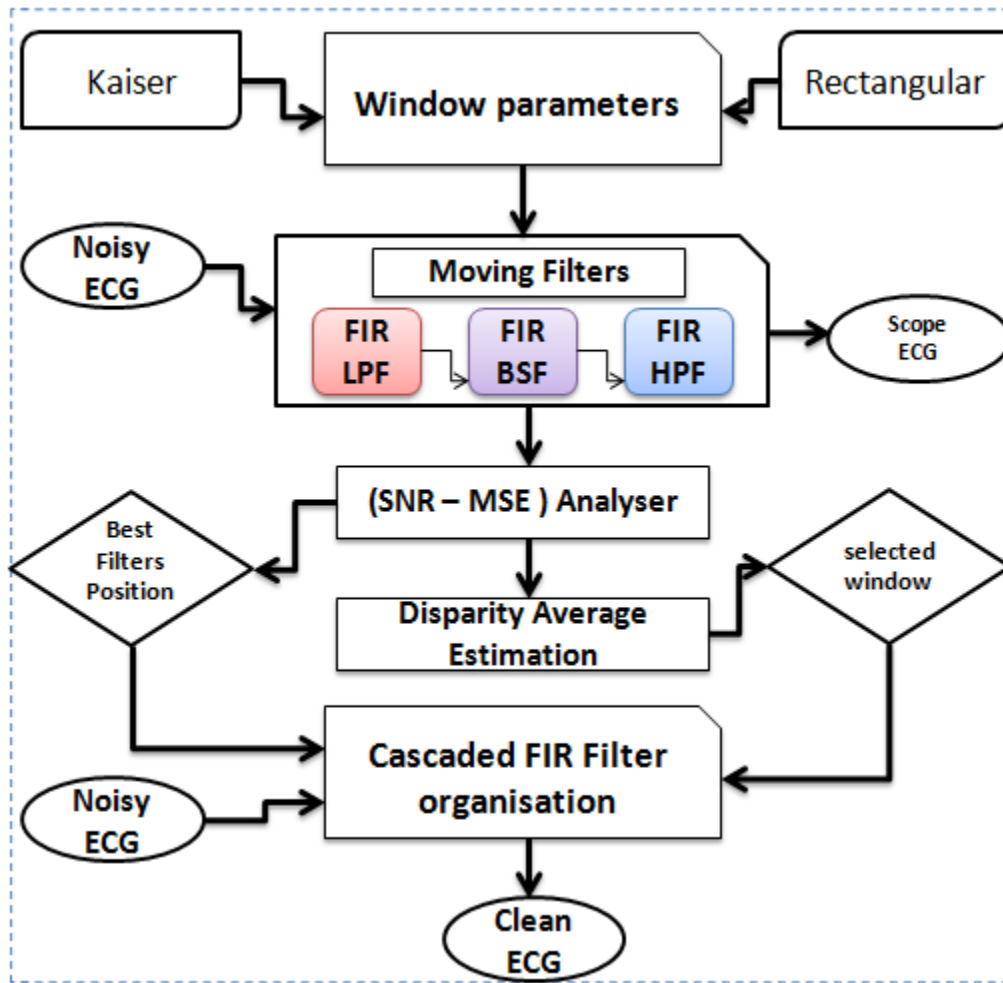 Kaiser
Window parameters
Rectangular
Noisy
ECG
Moving Filters
FIR
LPF
FIR
BSF
FIR
HPF
Scope
ECG
(SNR – MSE ) Analyser
Best
Filters
Position
selected
window
Disparity Average
Estimation
Cascaded FIR Filter
organisation
Noisy
ECG
Clean
ECG